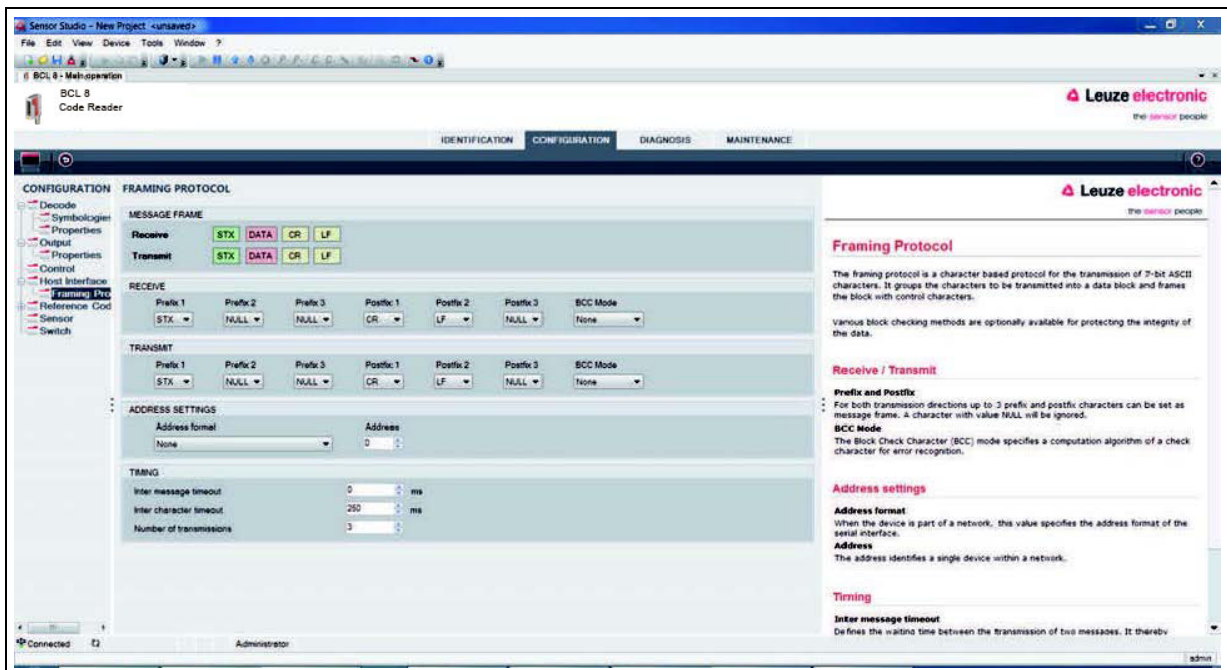 Sensor Studio - New Project <unsaved>
File Edit View Device Tools Window ?
BCL 8 - Main operation
BCL 8
Code Reader
Leuze electronic
the sensor people
IDENTIFICATION CONFIGURATION DIAGNOSIS MAINTENANCE
CONFIGURATION
Decode
Symbologies
Properties
Output
Properties
Control
Host Interface
Framing Pro
Reference Cod
Sensor
Switch
FRAMING PROTOCOL
MESSAGE FRAME
Receive STX DATA CR LF
Transmit STX DATA CR LF
RECEIVE
Prefix 1 Prefix 2 Prefix 3 Postfix 1 Postfix 2 Postfix 3 BCC Mode
STX NULL NULL CR LF NULL None
TRANSMIT
Prefix 1 Prefix 2 Prefix 3 Postfix 1 Postfix 2 Postfix 3 BCC Mode
STX NULL NULL CR LF NULL None
ADDRESS SETTINGS
Address format Address
None 0
TIMING
Inter message timeout 0 ms
Inter character timeout 250 ms
Number of transmissions 3
Leuze electronic
the sensor people
Framing Protocol
The framing protocol is a character based protocol for the transmission of 7-bit ASCII
characters. It groups the characters to be transmitted into a data block and frames
the block with control characters.
Various block checking methods are optionally available for protecting the integrity of
the data.
Receive / Transmit
Prefix and Postfix
For both transmission directions up to 3 prefix and postfix characters can be set as
message frame. A character with value NULL will be ignored.
BCC Mode
The Block Check Character (BCC) mode specifies a computation algorithm of a check
character for error recognition.
Address settings
Address format
When the device is part of a network, this value specifies the address format of the
serial interface.
Address
The address identifies a single device within a network.
Timing
Inter message timeout
Defines the waiting time between the transmission of two messages. It thereby
Connected Administrator
admin